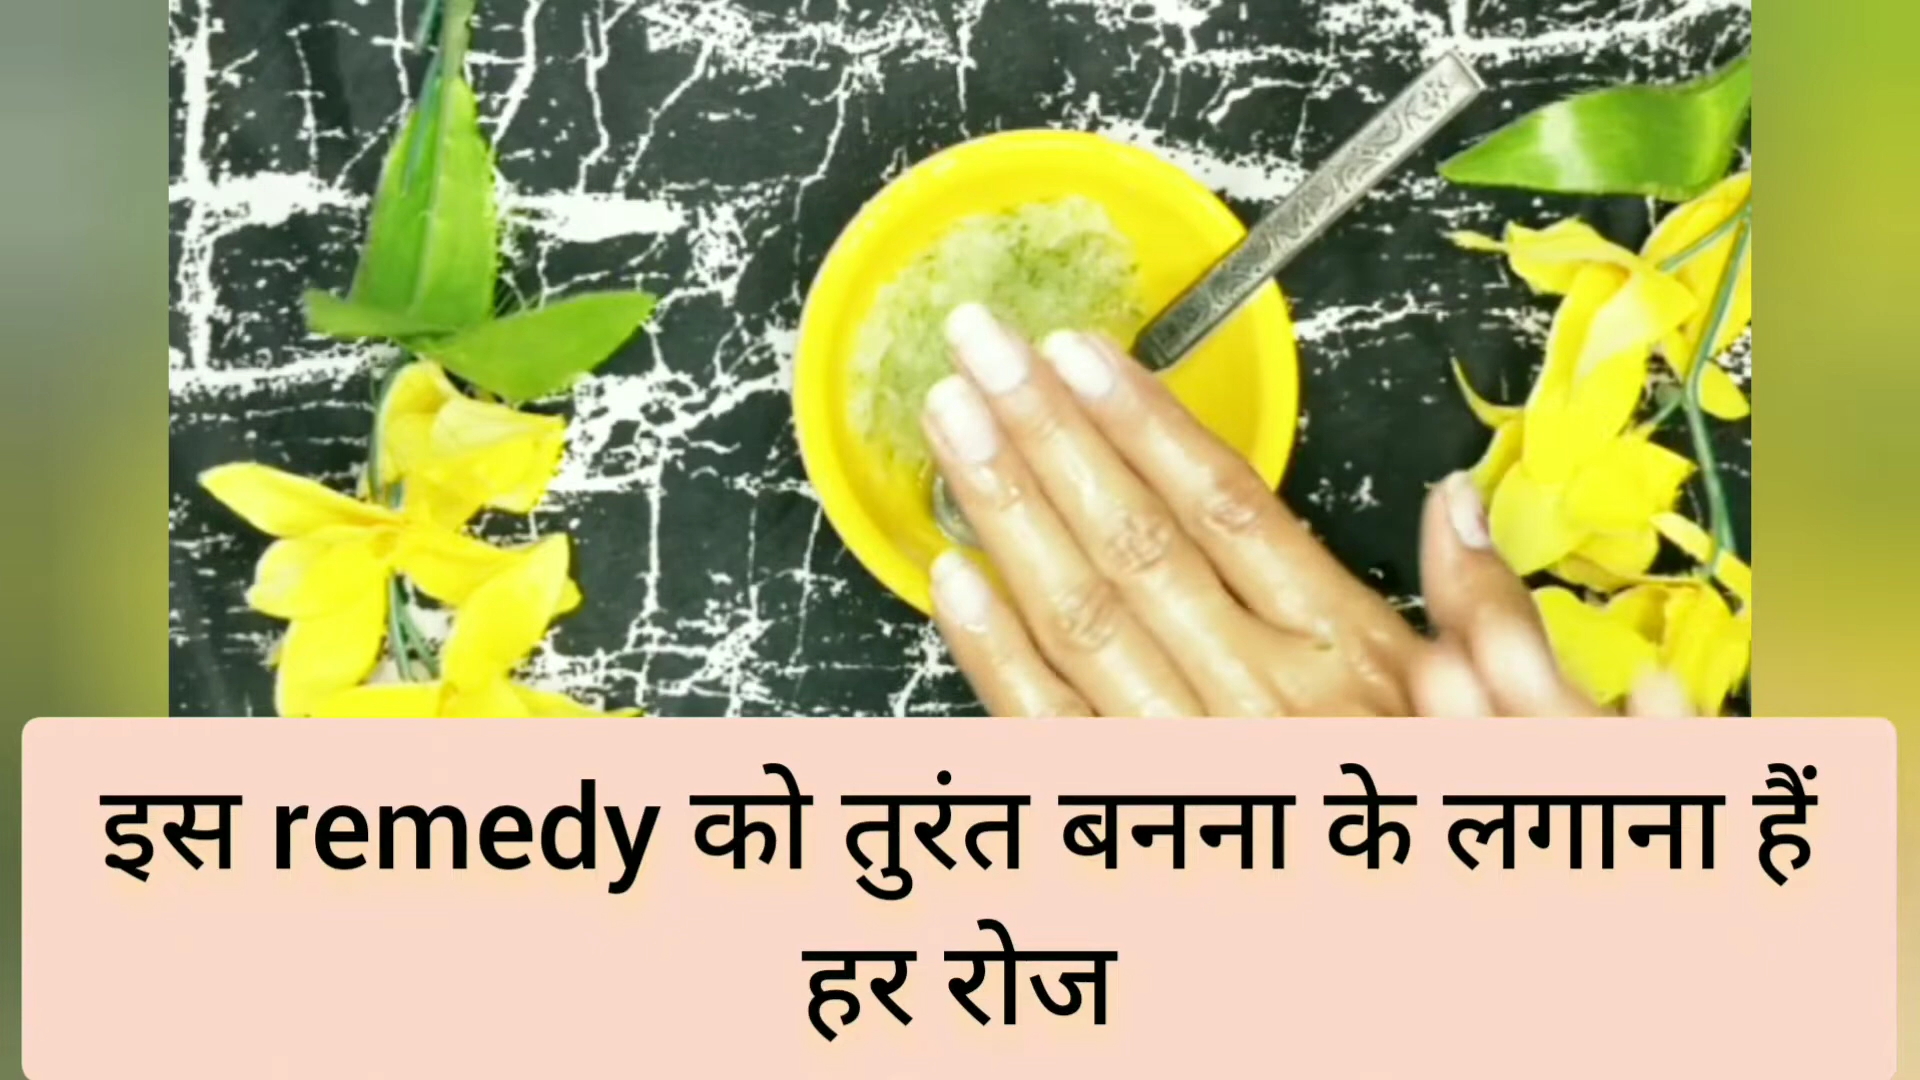 इस remedy को तुरंत बनना के लगाना हैं
हर रोज